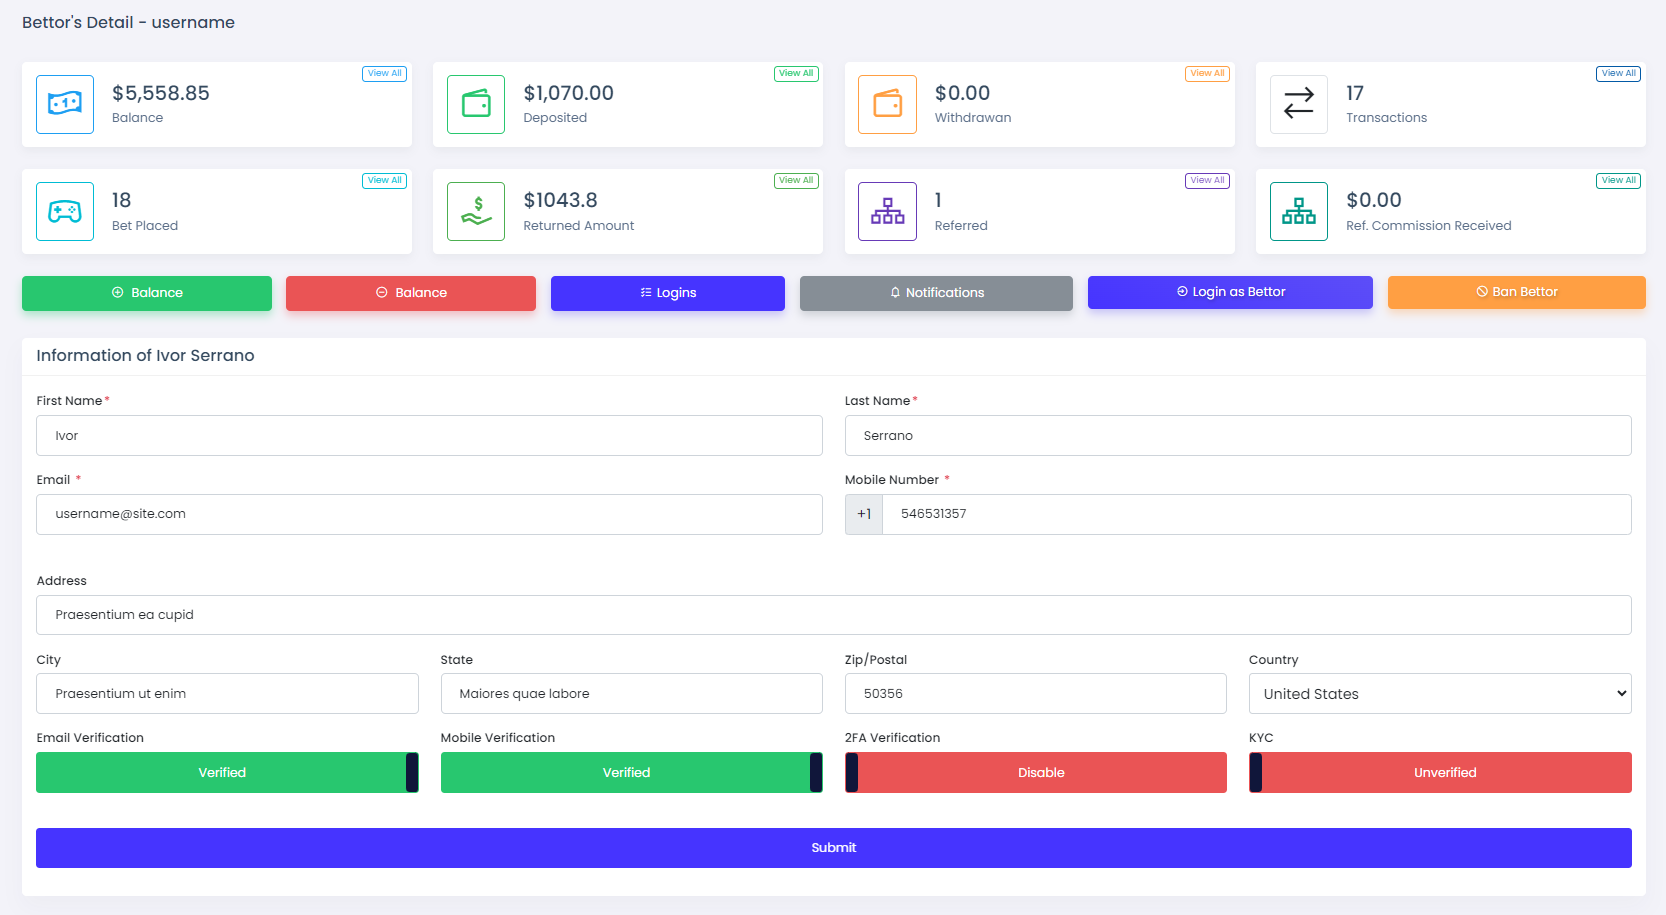 Bettor's Detail - username
View All
$5,558.85
Balance
View All
$1,070.00
Deposited
View All
$0.00
Withdrawan
View All
17
Transactions
View All
18
Bet Placed
View All
$1043.8
Returned Amount
View All
1
Referred
View All
$0.00
Ref. Commission Received
Balance
Balance
Logins
Notifications
Login as Bettor
Ban Bettor
Information of Ivor Serrano
First Name*
Last Name*
Ivor
Serrano
Email *
Mobile Number *
username@site.com
+1 546531357
Address
Praesentium ea cupid
City
State
Zip/Postal
Country
Praesentium ut enim
Maiores quae labore
50356
United States
Email Verification
Mobile Verification
2FA Verification
KYC
Verified
Verified
Disable
Unverified
Submit